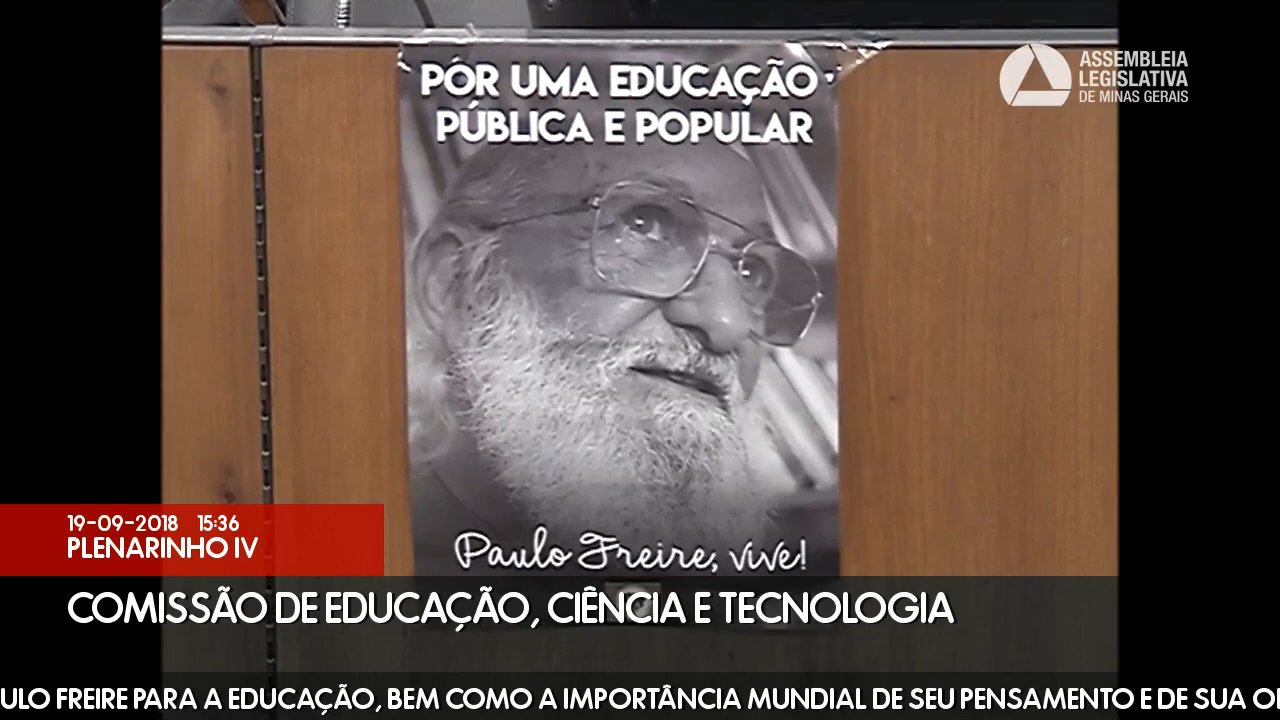 POR UMA EDUCAÇÃO
PÚBLICA E POPULAR
ASSEMBLEIA
LEGISLATIVA
DE MINAS GERAIS
Paulo Freire, vive!
19-09-2018 15:36
PLENARINHO IV
COMISSÃO DE EDUCAÇÃO, CIÊNCIA E TECNOLOGIA
ULO FREIRE PARA A EDUCAÇÃO, BEM COMO A IMPORTÂNCIA MUNDIAL DE SEU PENSAMENTO E DE SUA